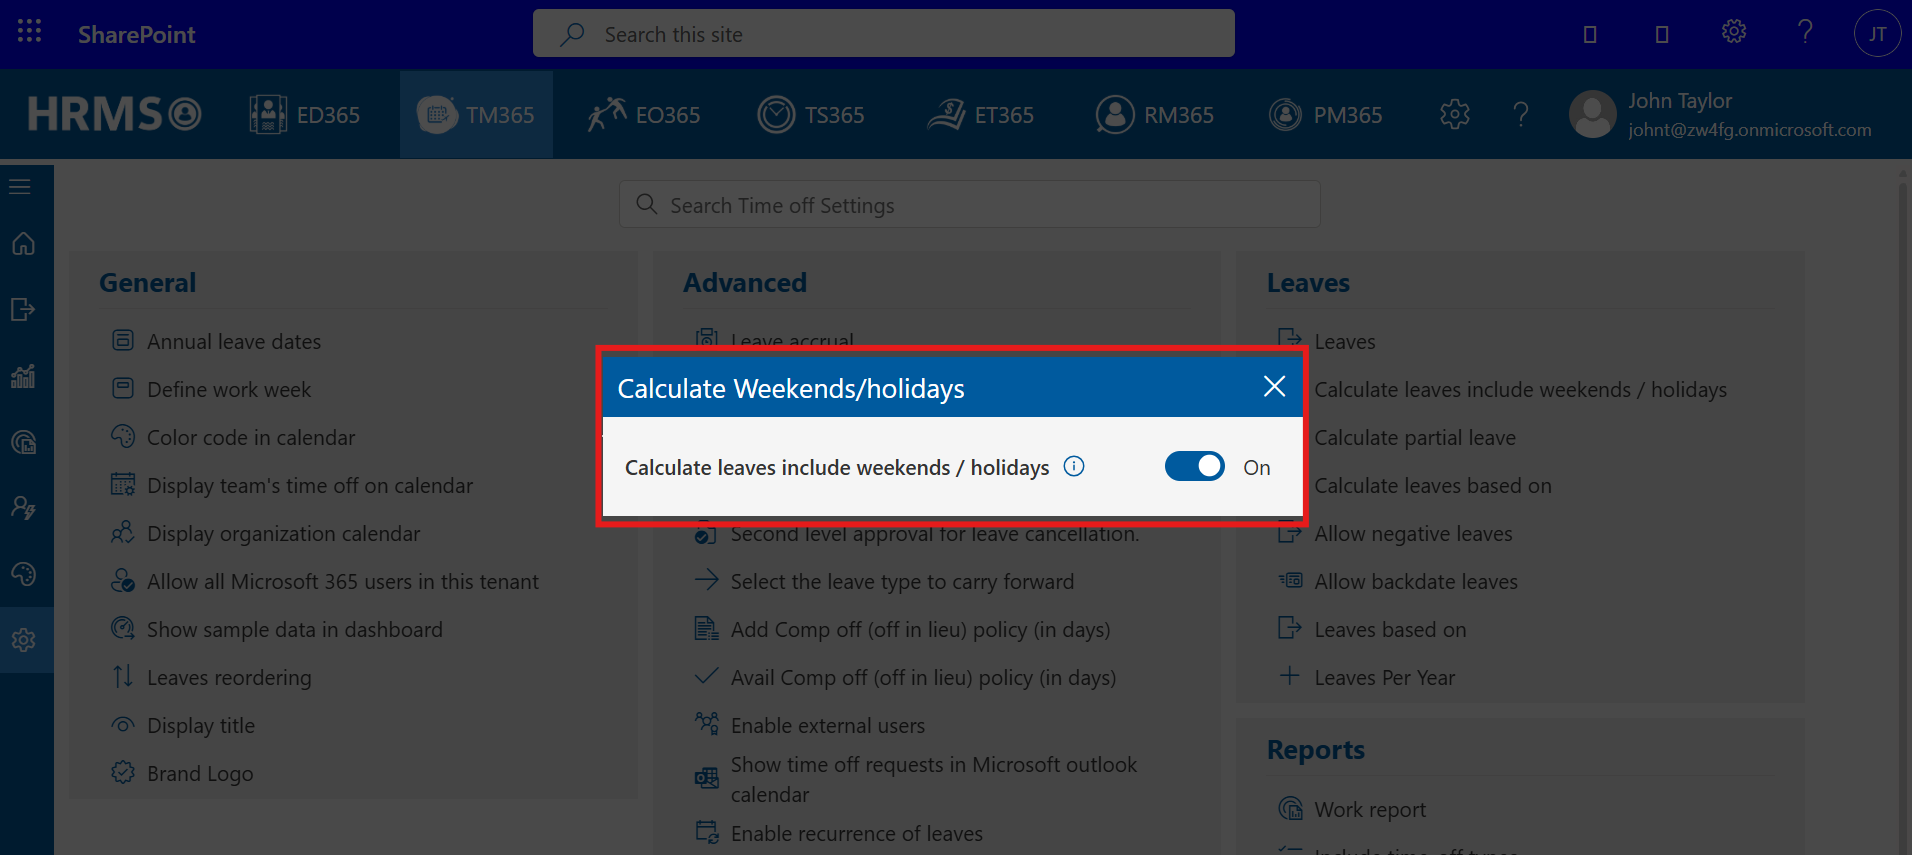 SharePoint
Search this site
JT
HRMS
ED365
TM365
EO365
TS365
ET365
RM365
PM365
John Taylor
johnt@zw4fg.onmicrosoft.com
Search Time off Settings
General
Annual leave dates
Define work week
Color code in calendar
Display team's time off on calendar
Display organization calendar
Allow all Microsoft 365 users in this tenant
Show sample data in dashboard
Leaves reordering
Display title
Brand Logo
Advanced
Leave accrual
Calculate Weekends/holidays
Calculate leaves include weekends / holidays
On
Second level approval for leave cancellation.
Select the leave type to carry forward
Add Comp off (off in lieu) policy (in days)
Avail Comp off (off in lieu) policy (in days)
Enable external users
Show time off requests in Microsoft outlook
calendar
Enable recurrence of leaves
Leaves
Leaves
Calculate leaves include weekends / holidays
Calculate partial leave
Calculate leaves based on
Allow negative leaves
Allow backdate leaves
Leaves based on
Leaves Per Year
Reports
Work report
Include time off types